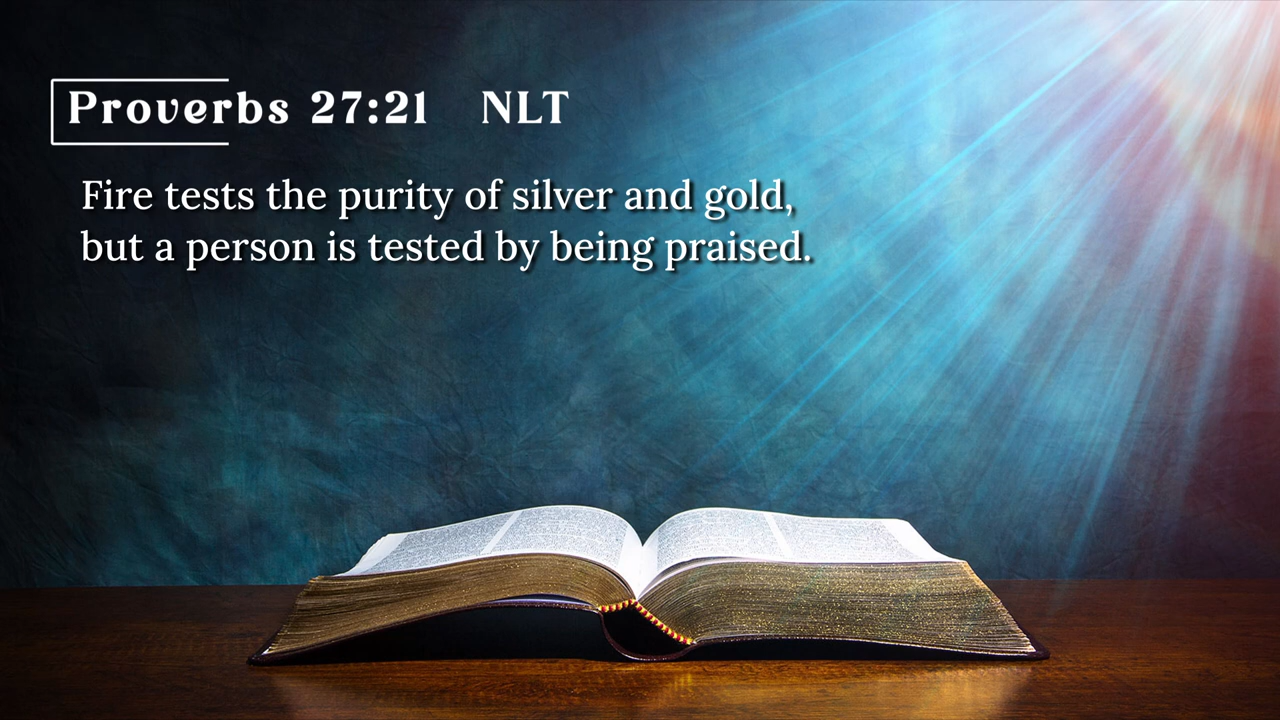 Proverbs 27:21 NLT
Fire tests the purity of silver and gold,
but a person is tested by being praised.